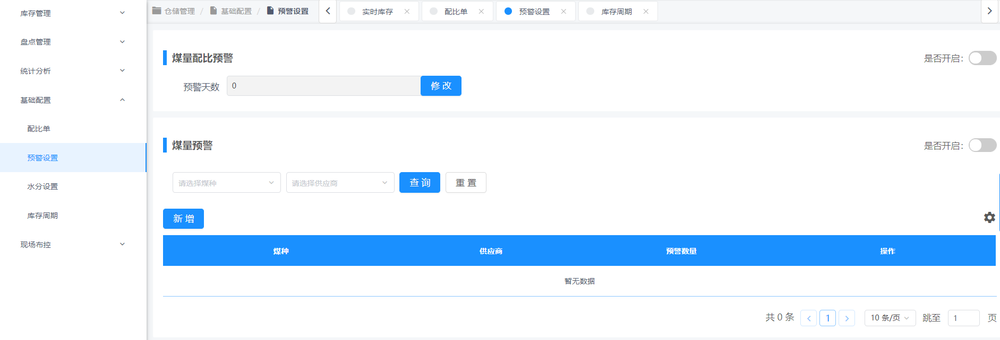 库存管理
盘点管理
统计分析
基础配置
配比单
预警设置
水分设置
库存周期
现场布控
仓储管理 / 基础配置 / 预警设置
实时库存
配比单
预警设置
库存周期
煤量配比预警
是否开启：
预警天数 0 修 改
煤量预警
是否开启：
请选择煤种 请选择供应商 查 询 重 置
新 增
煤种 供应商 预警数量 操作
暂无数据
共 0 条 1 10 条/页 跳至 1 页